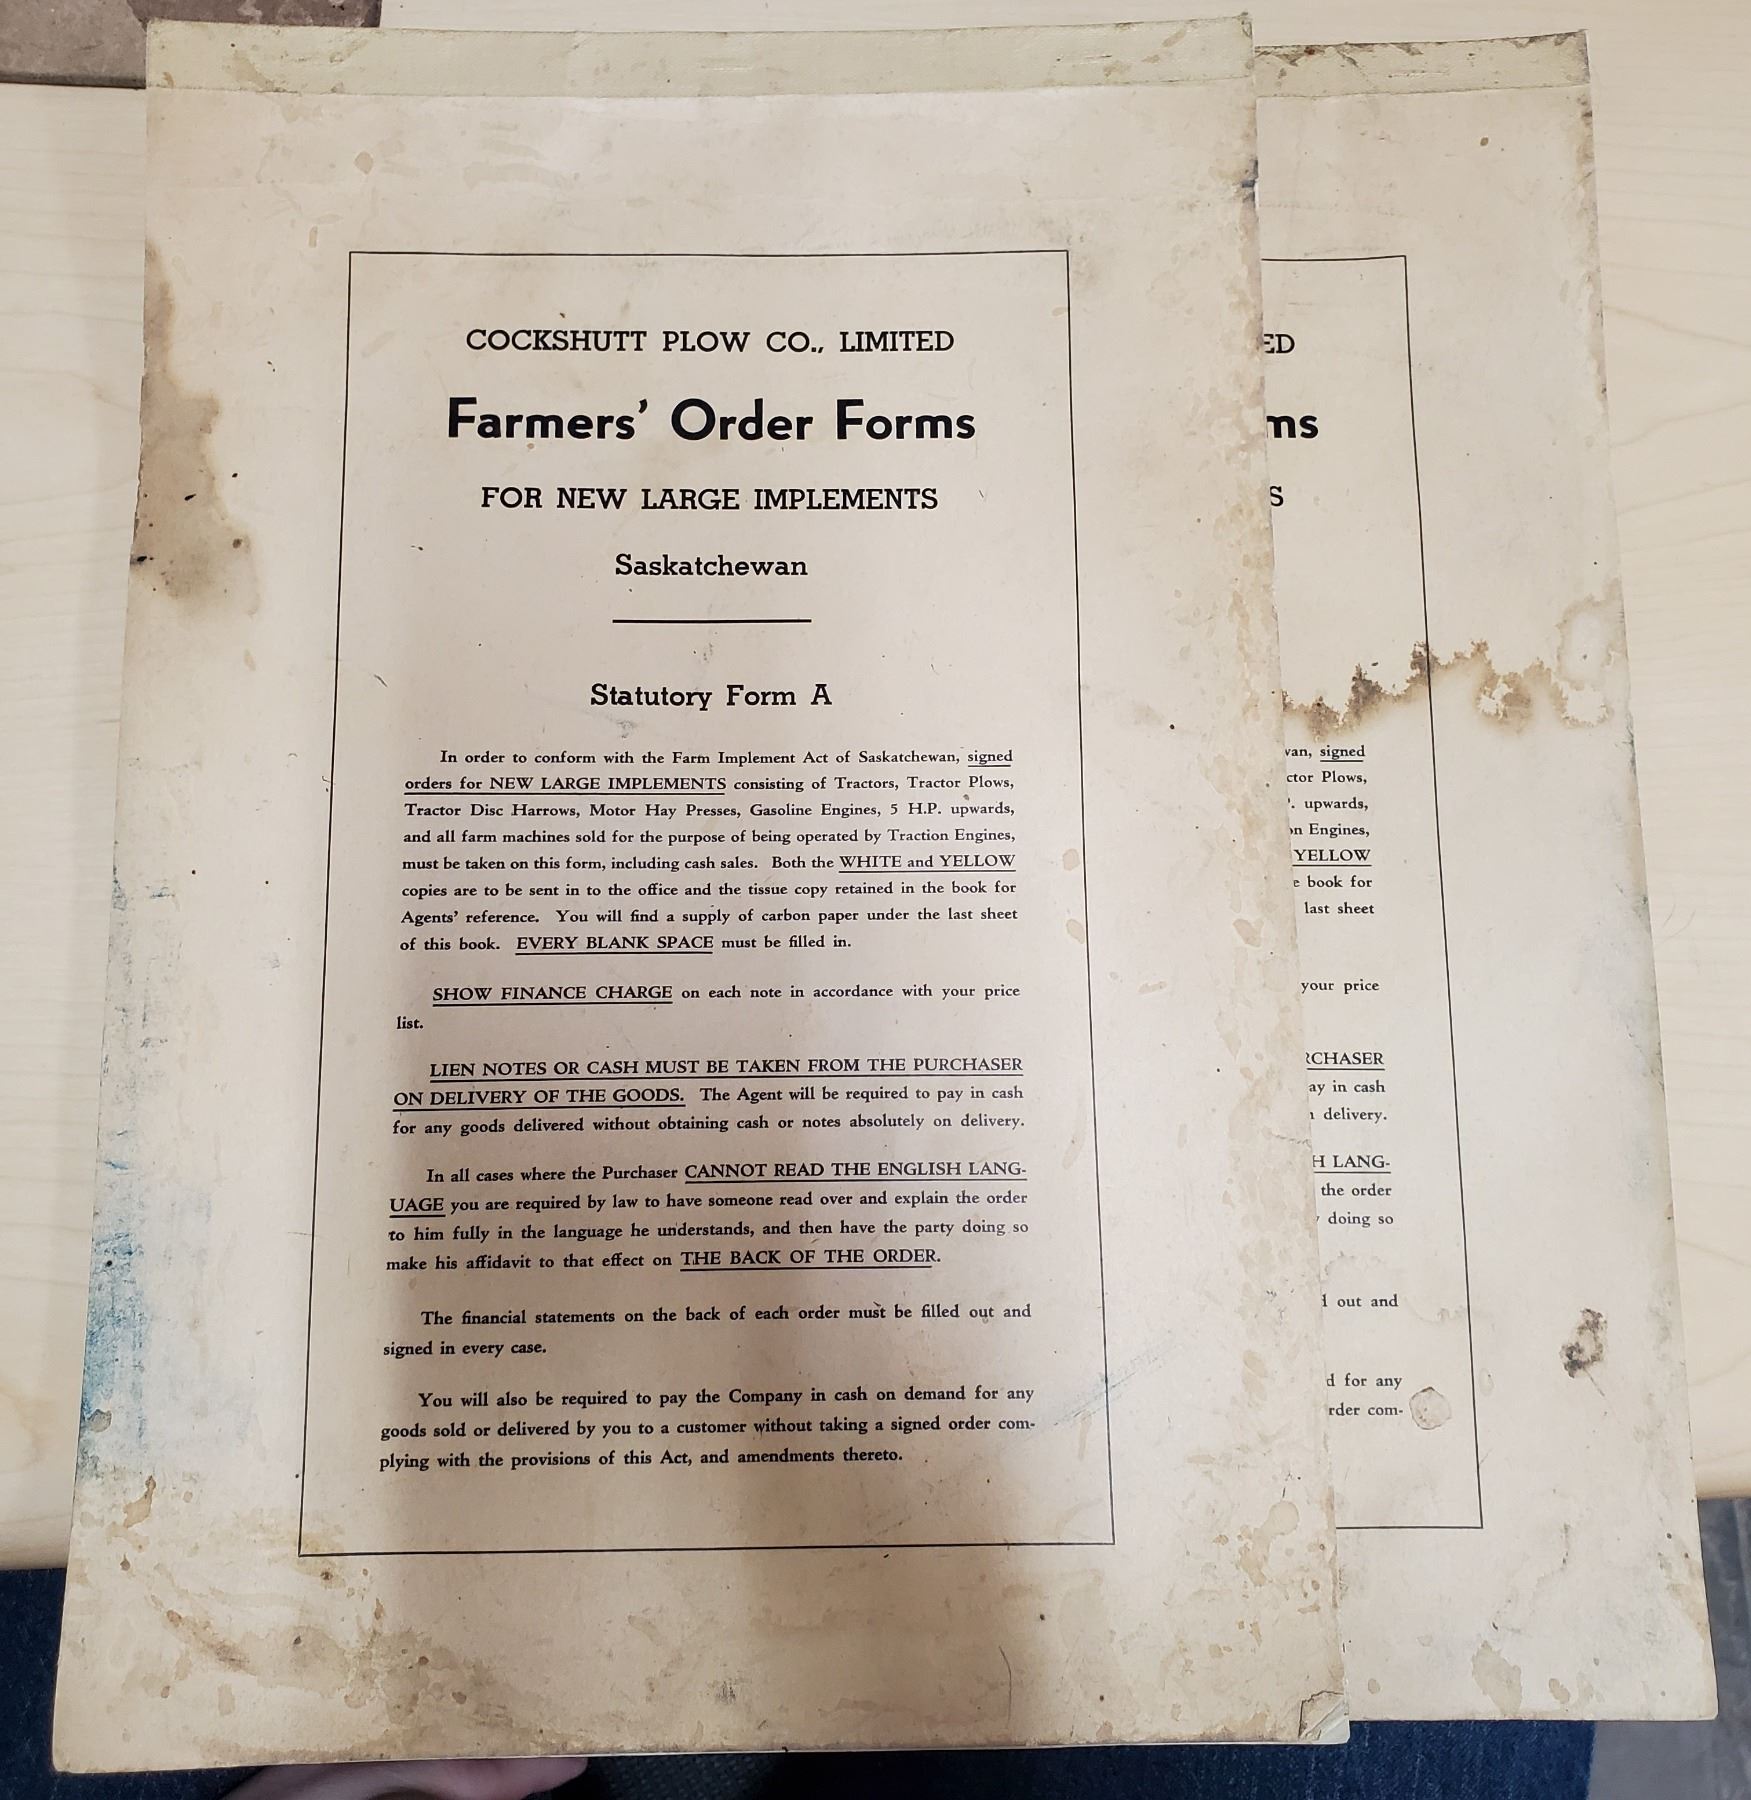 COCKSHUTT PLOW CO., LIMITED
Farmers' Order Forms
FOR NEW LARGE IMPLEMENTS
Saskatchewan
Statutory Form A
In order to conform with the Farm Implement Act of Saskatchewan, signed
orders for NEW LARGE IMPLEMENTS consisting of Tractors, Tractor Plows,
Tractor Disc Harrows, Motor Hay Presses, Gasoline Engines, 5 H.P. upwards,
and all farm machines sold for the purpose of being operated by Traction Engines,
must be taken on this form, including cash sales. Both the WHITE and YELLOW
copies are to be sent in to the office and the tissue copy retained in the book for
Agents' reference. You will find a supply of carbon paper under the last sheet
of this book. EVERY BLANK SPACE must be filled in.
SHOW FINANCE CHARGE on each note in accordance with your price
list.
LIEN NOTES OR CASH MUST BE TAKEN FROM THE PURCHASER
ON DELIVERY OF THE GOODS. The Agent will be required to pay in cash
for any goods delivered without obtaining cash or notes absolutely on delivery.
In all cases where the Purchaser CANNOT READ THE ENGLISH LANG-
UAGE you are required by law to have someone read over and explain the order
to him fully in the language he understands, and then have the party doing so
make his affidavit to that effect on THE BACK OF THE ORDER.
The financial statements on the back of each order must be filled out and
signed in every case.
You will also be required to pay the Company in cash on demand for any
goods sold or delivered by you to a customer without taking a signed order com-
plying with the provisions of this Act, and amendments thereto.
ED
ms
S
van, signed
ctor Plows,
. upwards,
n Engines,
YELLOW
e book for
last sheet
your price
RCHASER
ay in cash
delivery.
H LANG-
the order
doing so
out and
d for any
rder com-